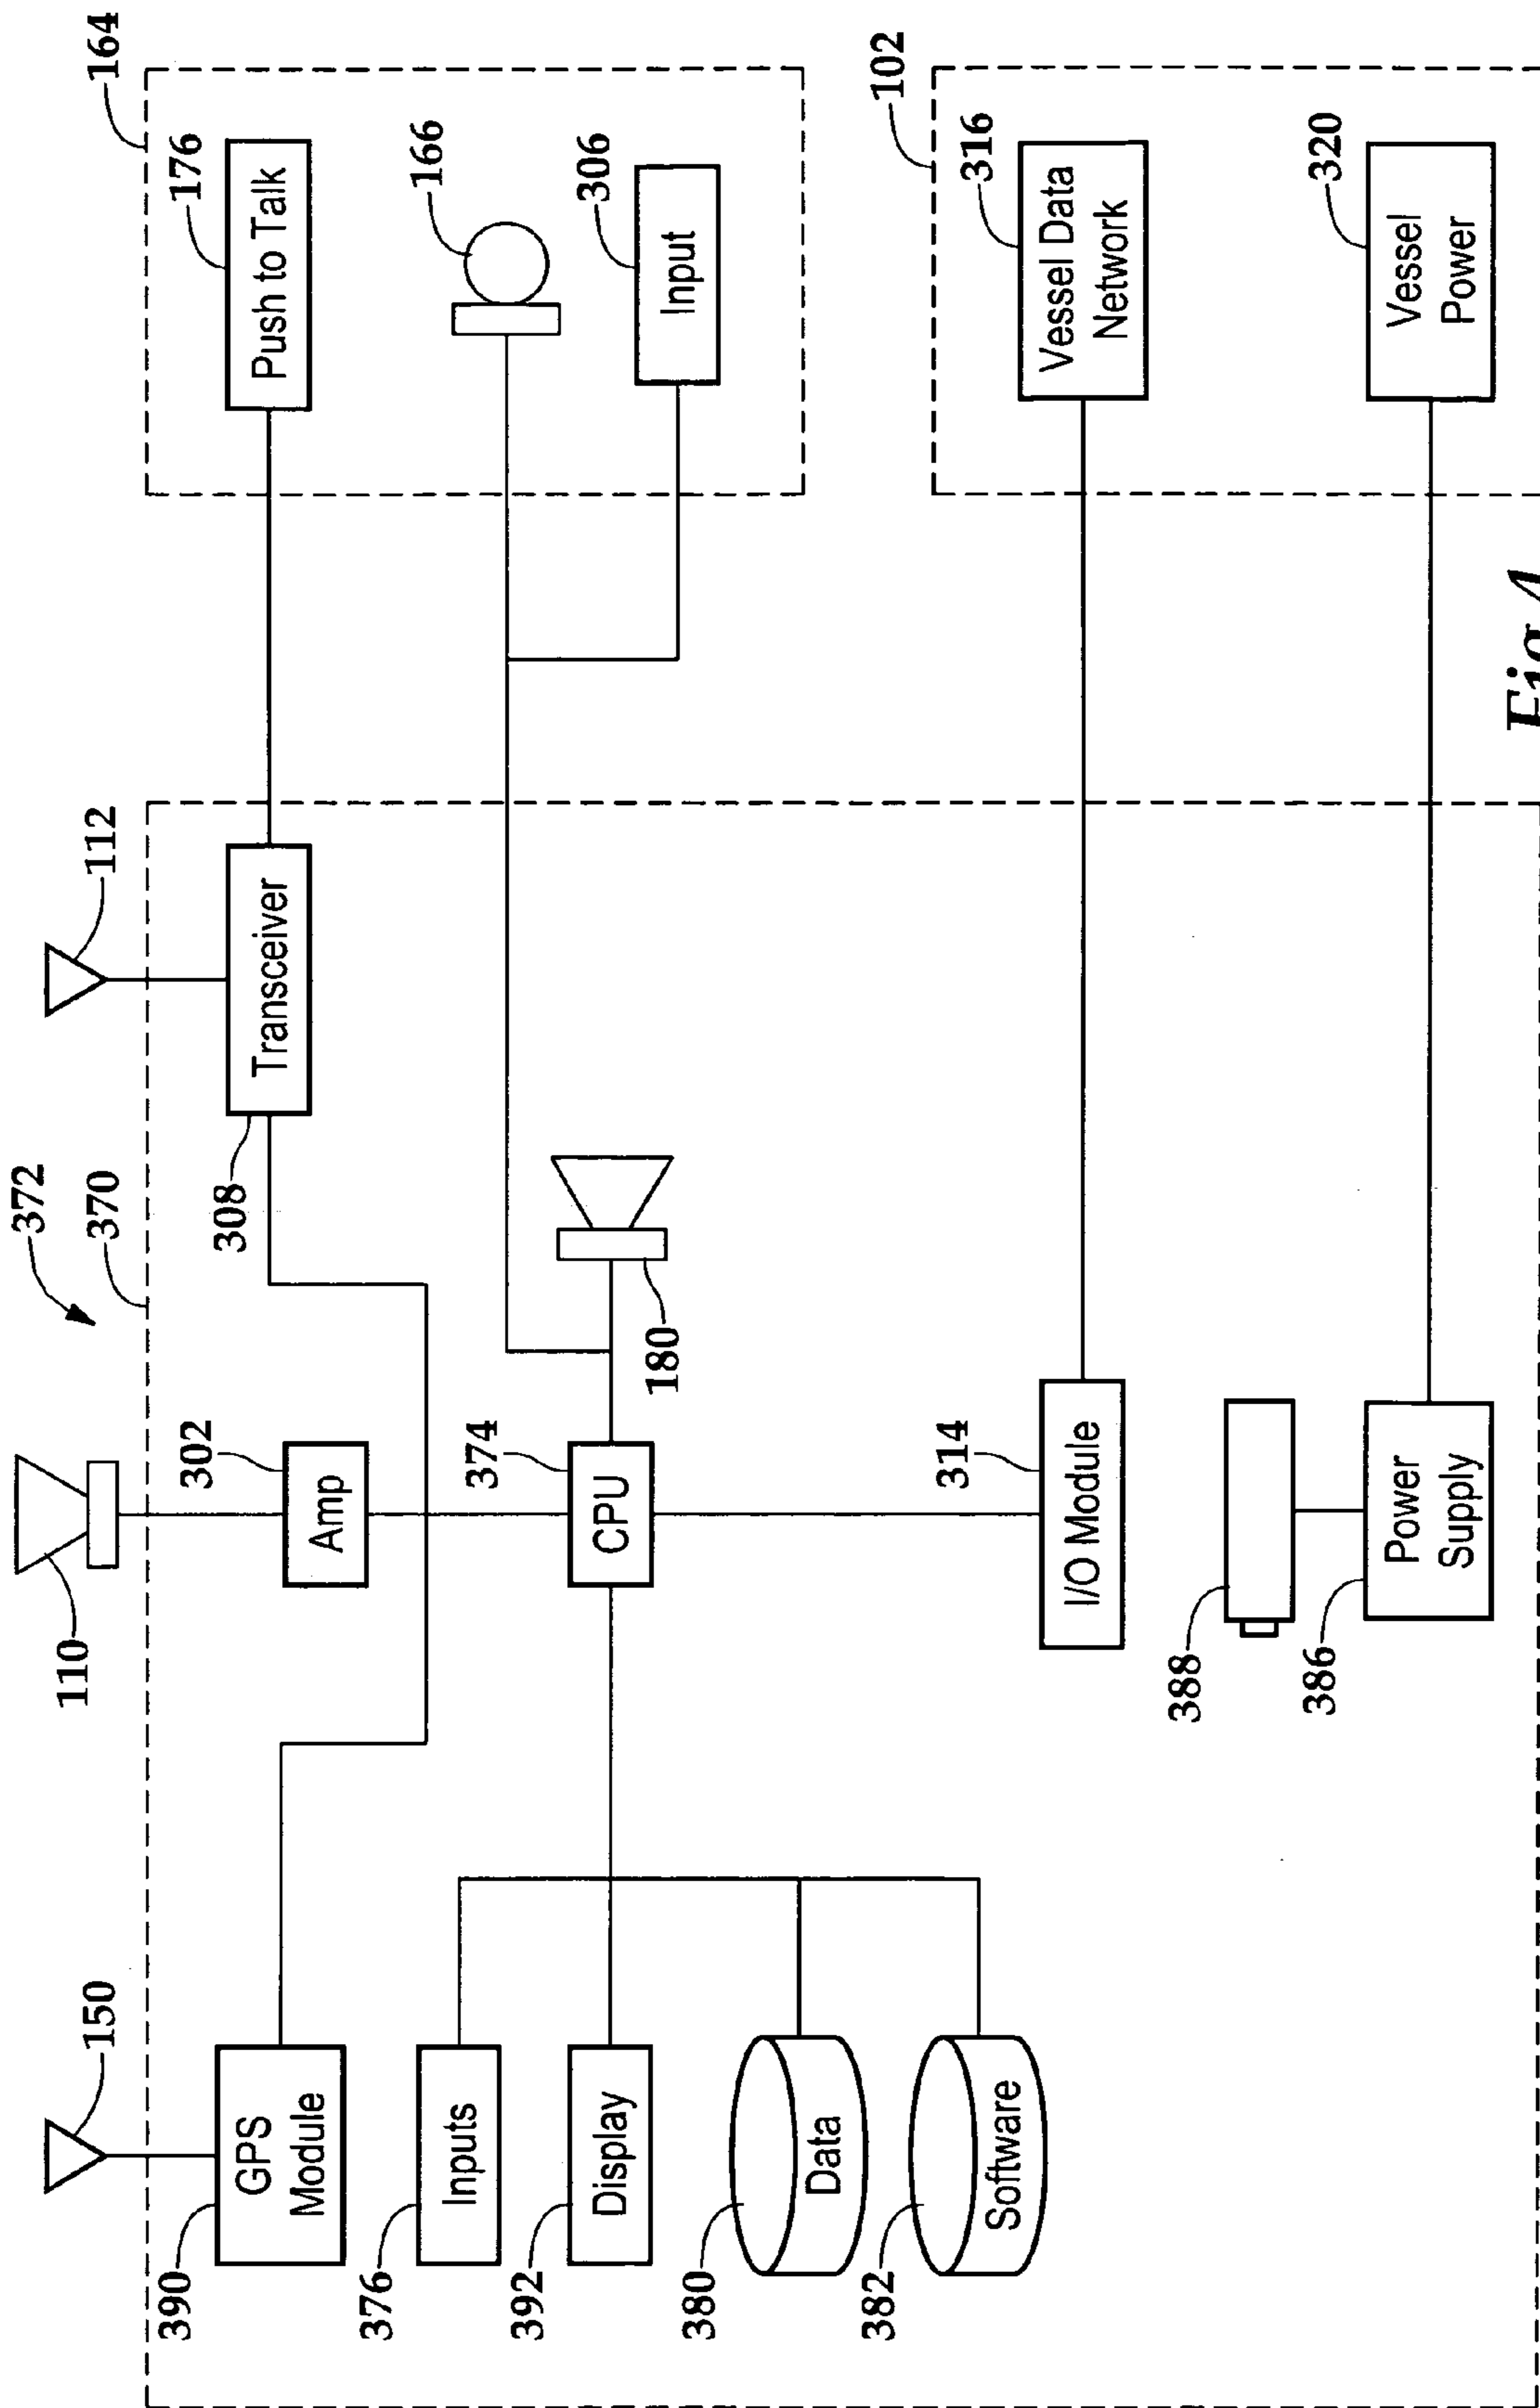 372
370
150
110
112
164
GPS
Module
390
Amp
302
Transceiver
308
Push to Talk
176
Inputs
376
166
Display
392
CPU
374
180
Input
306
Data
380
Software
382
102
I/O Module
314
Vessel Data
Network
316
388
Power
Supply
386
Vessel
Power
320
Fig 4